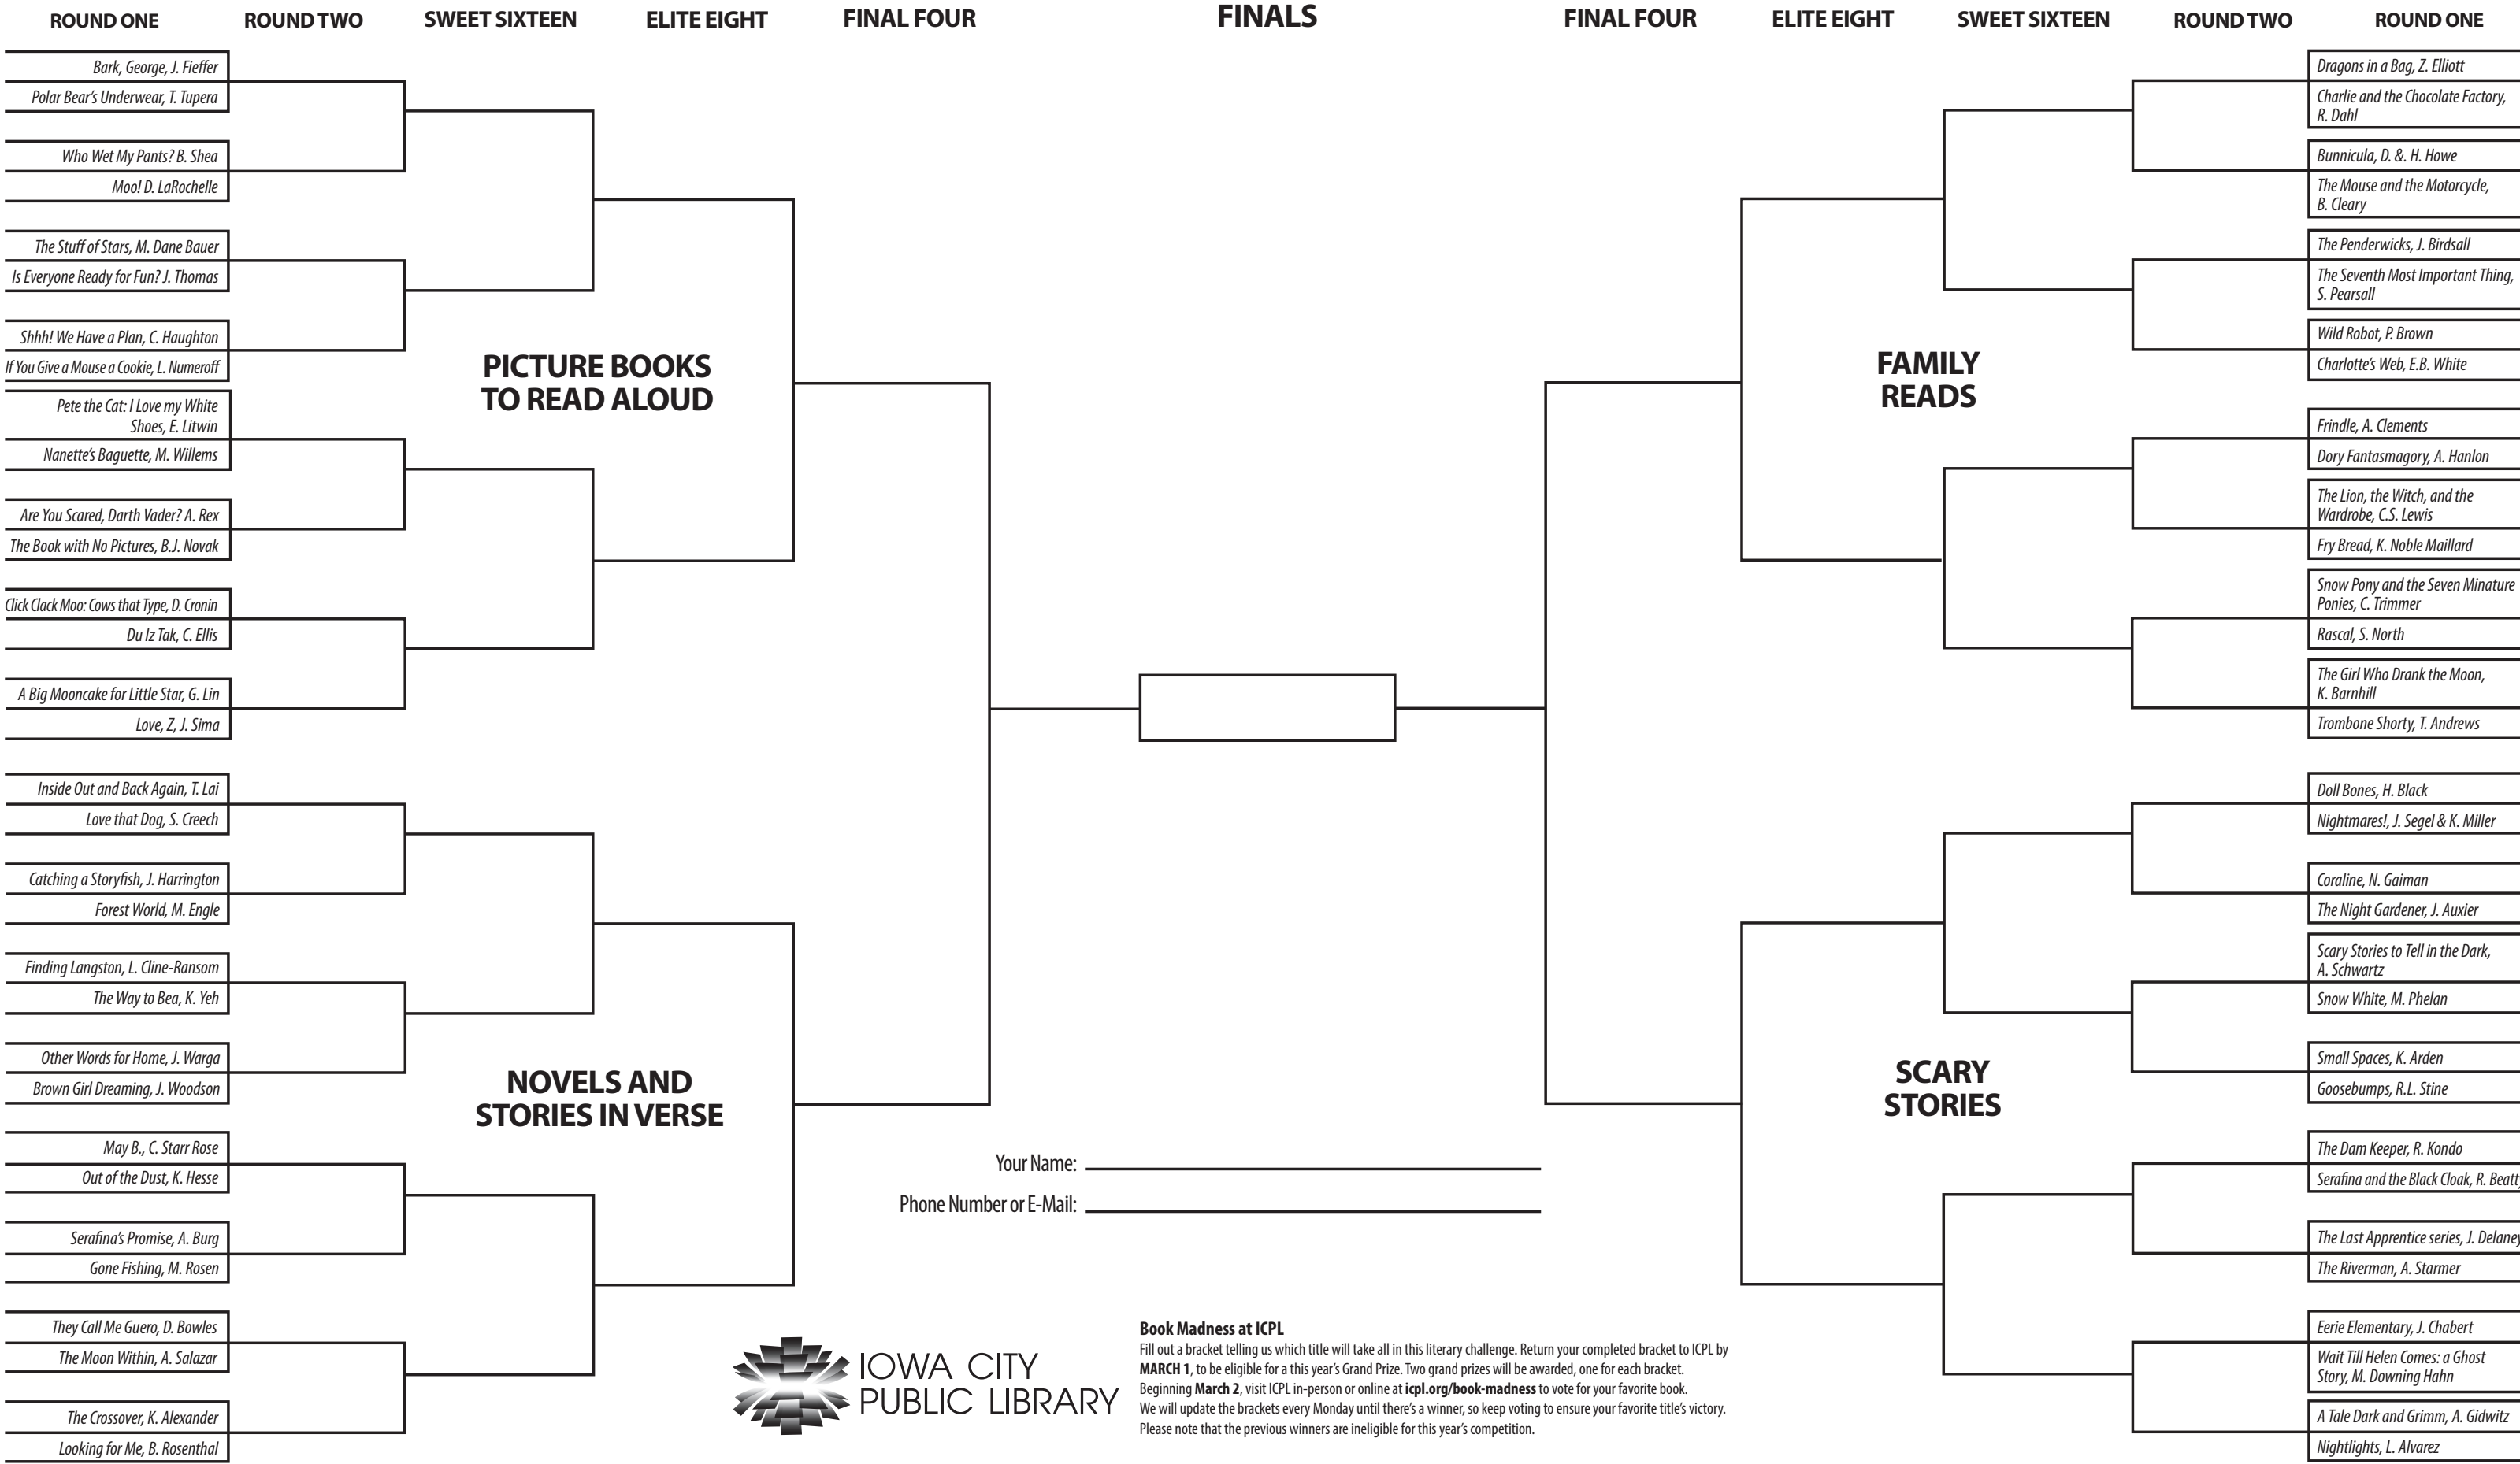 ROUND ONE
ROUND TWO
SWEET SIXTEEN
ELITE EIGHT
FINAL FOUR
FINALS
FINAL FOUR
ELITE EIGHT
SWEET SIXTEEN
ROUND TWO
ROUND ONE
Bark, George, J. Fieffer
Polar Bear's Underwear, T. Tupera
Who Wet My Pants? B. Shea
Moo! D. LaRochelle
The Stuff of Stars, M. Dane Bauer
Is Everyone Ready for Fun? J. Thomas
Shhh! We Have a Plan, C. Haughton
If You Give a Mouse a Cookie, L. Numeroff
Pete the Cat: I Love my White
Shoes, E. Litwin
Nanette's Baguette, M. Willems
Are You Scared, Darth Vader? A. Rex
The Book with No Pictures, B.J. Novak
Click Clack Moo: Cows that Type, D. Cronin
Du Iz Tak, C. Ellis
A Big Mooncake for Little Star, G. Lin
Love, Z, J. Sima
PICTURE BOOKS
TO READ ALOUD
Inside Out and Back Again, T. Lai
Love that Dog, S. Creech
Catching a Storyfish, J. Harrington
Forest World, M. Engle
Finding Langston, L. Cline-Ransom
The Way to Bea, K. Yeh
Other Words for Home, J. Warga
Brown Girl Dreaming, J. Woodson
May B., C. Starr Rose
Out of the Dust, K. Hesse
Serafina's Promise, A. Burg
Gone Fishing, M. Rosen
They Call Me Guero, D. Bowles
The Moon Within, A. Salazar
The Crossover, K. Alexander
Looking for Me, B. Rosenthal
NOVELS AND
STORIES IN VERSE
Dragons in a Bag, Z. Elliott
Charlie and the Chocolate Factory,
R. Dahl
Bunnicula, D. &. H. Howe
The Mouse and the Motorcycle,
B. Cleary
The Penderwicks, J. Birdsall
The Seventh Most Important Thing,
S. Pearsall
Wild Robot, P. Brown
Charlotte's Web, E.B. White
Frindle, A. Clements
Dory Fantasmagory, A. Hanlon
The Lion, the Witch, and the
Wardrobe, C.S. Lewis
Fry Bread, K. Noble Maillard
Snow Pony and the Seven Minature
Ponies, C. Trimmer
Rascal, S. North
The Girl Who Drank the Moon,
K. Barnhill
Trombone Shorty, T. Andrews
FAMILY
READS
Doll Bones, H. Black
Nightmares!, J. Segel & K. Miller
Coraline, N. Gaiman
The Night Gardener, J. Auxier
Scary Stories to Tell in the Dark,
A. Schwartz
Snow White, M. Phelan
Small Spaces, K. Arden
Goosebumps, R.L. Stine
The Dam Keeper, R. Kondo
Serafina and the Black Cloak, R. Beatty
The Last Apprentice series, J. Delaney
The Riverman, A. Starmer
Eerie Elementary, J. Chabert
Wait Till Helen Comes: a Ghost
Story, M. Downing Hahn
A Tale Dark and Grimm, A. Gidwitz
Nightlights, L. Alvarez
SCARY
STORIES
Your Name:
Phone Number or E-Mail:
IOWA CITY
PUBLIC LIBRARY
Book Madness at ICPL
Fill out a bracket telling us which title will take all in this literary challenge. Return your completed bracket to ICPL by
MARCH 1, to be eligible for a this year's Grand Prize. Two grand prizes will be awarded, one for each bracket.
Beginning March 2, visit ICPL in-person or online at icpl.org/book-madness to vote for your favorite book.
We will update the brackets every Monday until there's a winner, so keep voting to ensure your favorite title's victory.
Please note that the previous winners are ineligible for this year's competition.